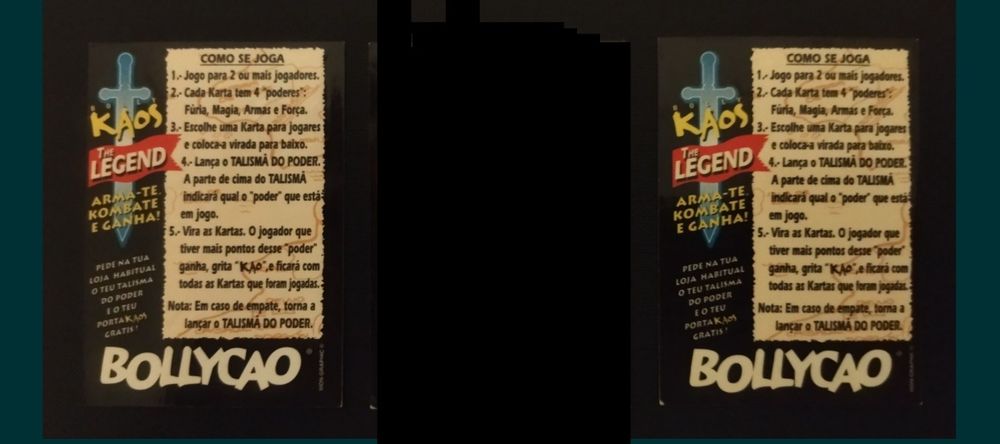 KAOS
THE
LEGEND
ARMA-TE,
KOMBATE
E GANHA!
PEDE NA TUA
LOJA HABITUAL
O TEU TALISMA
DO PODER
E O TEU
PORTAKAOS
GRATIS!
COMO SE JOGA
1.- Jogo para 2 ou mais jogadores.
2.- Cada Karta tem 4 "poderes":
Fúria, Magia, Armas e Força.
3.- Escolhe uma Karta para jogares
e coloca-a virada para baixo.
4.- Lança o TALISMÃ DO PODER.
A parte de cima do TALISMÃ
indicará qual o "poder" que está
em jogo.
5.- Vira as Kartas. O jogador que
tiver mais pontos desse "poder"
ganha, grita "KAO", e ficará com
todas as Kartas que foram jogadas.
Nota: Em caso de empate, torna a
lançar o TALISMÃ DO PODER.
BOLLYCAO
KAOS
THE
LEGEND
ARMA-TE,
KOMBATE
E GANHA!
PEDE NA TUA
LOJA HABITUAL
O TEU TALISMA
DO PODER
E O TEU
PORTAKAOS
GRATIS!
COMO SE JOGA
1.- Jogo para 2 ou mais jogadores.
2.- Cada Karta tem 4 "poderes":
Fúria, Magia, Armas e Força.
3.- Escolhe uma Karta para jogares
e coloca-a virada para baixo.
4.- Lança o TALISMÃ DO PODER.
A parte de cima do TALISMÃ
indicará qual o "poder" que está
em jogo.
5.- Vira as Kartas. O jogador que
tiver mais pontos desse "poder"
ganha, grita "KAO", e ficará com
todas as Kartas que foram jogadas.
Nota: Em caso de empate, torna a
lançar o TALISMÃ DO PODER.
BOLLYCAO